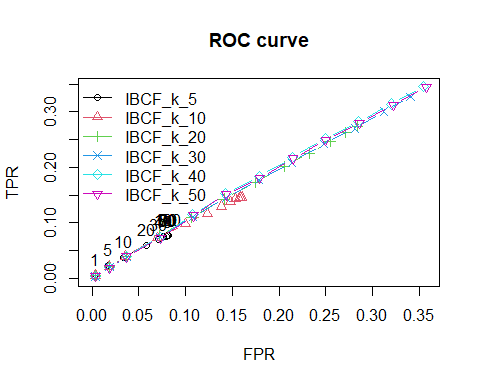 ROC curve
TPR
0.00 0.10 0.20 0.30
IBCF_k_5
IBCF_k_10
IBCF_k_20
IBCF_k_30
IBCF_k_40
IBCF_k_50
1 5 10 20
0.00 0.05 0.10 0.15 0.20 0.25 0.30 0.35
FPR